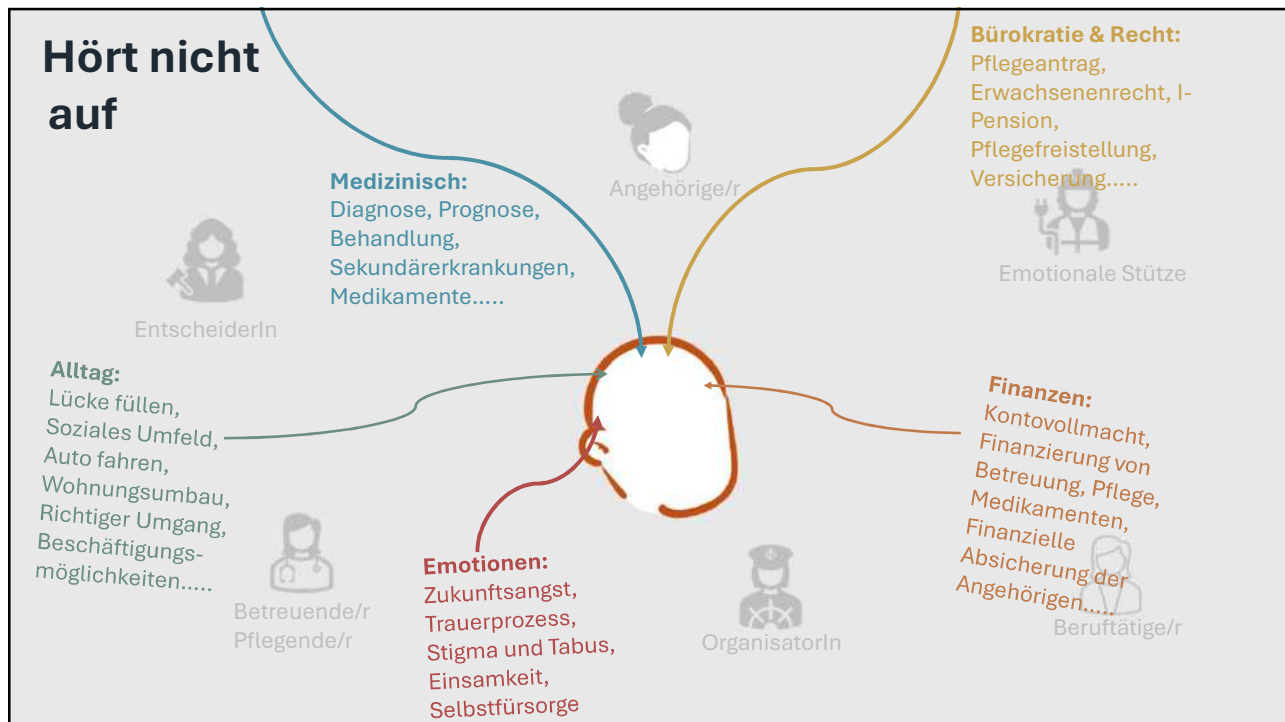 Hört nicht
auf
Bürokratie & Recht:
Pflegeantrag,
Erwachsenenrecht, I-
Pension,
Pflegefreistellung,
Versicherung.....
Angehörige/r
Medizinisch:
Diagnose, Prognose,
Behandlung,
Sekundärerkrankungen,
Medikamente.....
Emotionale Stütze
EntscheiderIn
Alltag:
Lücke füllen,
Soziales Umfeld,
Auto fahren,
Wohnungsumbau,
Richtiger Umgang,
Beschäftigungs-
möglichkeiten.....
Finanzen:
Kontovollmacht,
Finanzierung von
Betreuung, Pflege,
Medikamenten,
Finanzielle
Absicherung der
Angehörigen.....
Betreuende/r
Pflegende/r
Emotionen:
Zukunftsangst,
Trauerprozess,
Stigma und Tabus,
Einsamkeit,
Selbstfürsorge
OrganisatorIn
Beruftätige/r